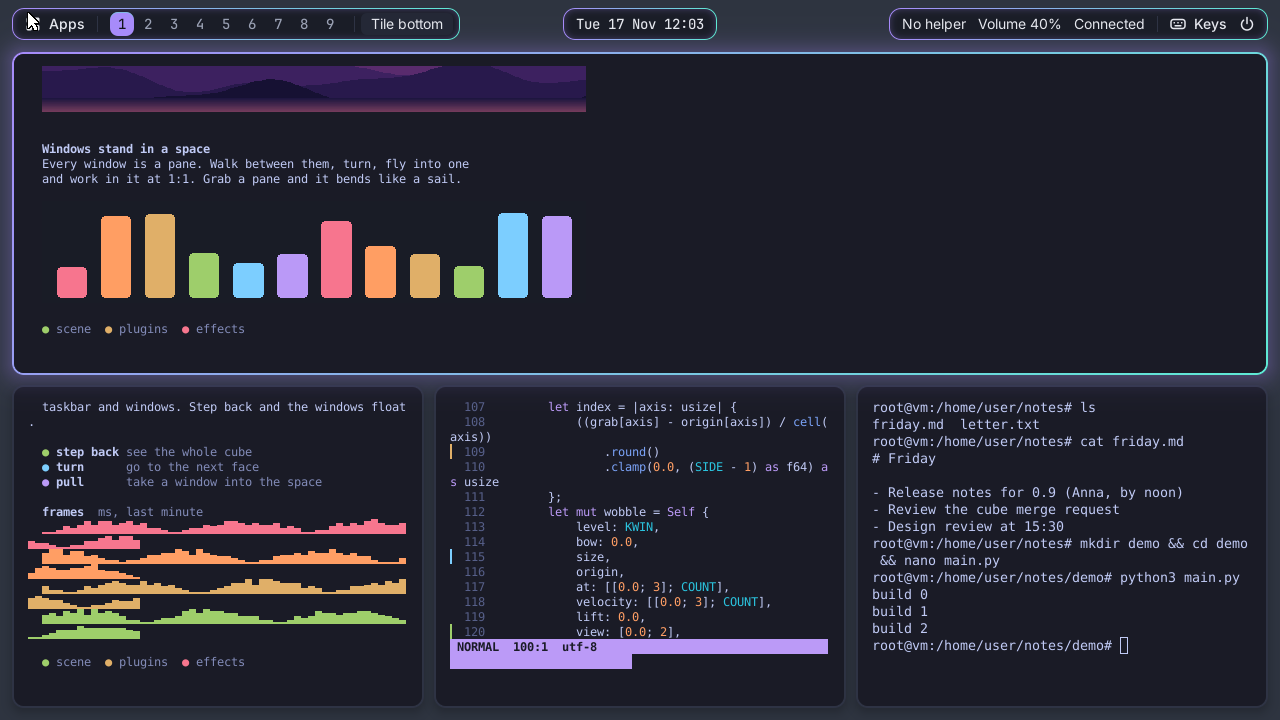 Apps 1 2 3 4 5 6 7 8 9 Tile bottom
Tue 17 Nov 12:03
No helper Volume 40% Connected Keys
Windows stand in a space
Every window is a pane. Walk between them, turn, fly into one
and work in it at 1:1. Grab a pane and it bends like a sail.
scene plugins effects
taskbar and windows. Step back and the windows float
.
step back see the whole cube
turn go to the next face
pull take a window into the space
frames ms, last minute
scene plugins effects
107 let index = |axis: usize| {
108 ((grab[axis] - origin[axis]) / cell(
axis))
109 .round()
110 .clamp(0.0, (SIDE - 1) as f64) a
s usize
111 };
112 let mut wobble = Self {
113 level: KWIN,
114 bow: 0.0,
115 size,
116 origin,
117 at: [[0.0; 3]; COUNT],
118 velocity: [[0.0; 3]; COUNT],
119 lift: 0.0,
120 view: [0.0; 2],
NORMAL 100:1 utf-8
root@vm:/home/user/notes# ls
friday.md letter.txt
root@vm:/home/user/notes# cat friday.md
# Friday
- Release notes for 0.9 (Anna, by noon)
- Review the cube merge request
- Design review at 15:30
root@vm:/home/user/notes# mkdir demo && cd demo
&& nano main.py
root@vm:/home/user/notes/demo# python3 main.py
build 0
build 1
build 2
root@vm:/home/user/notes/demo#